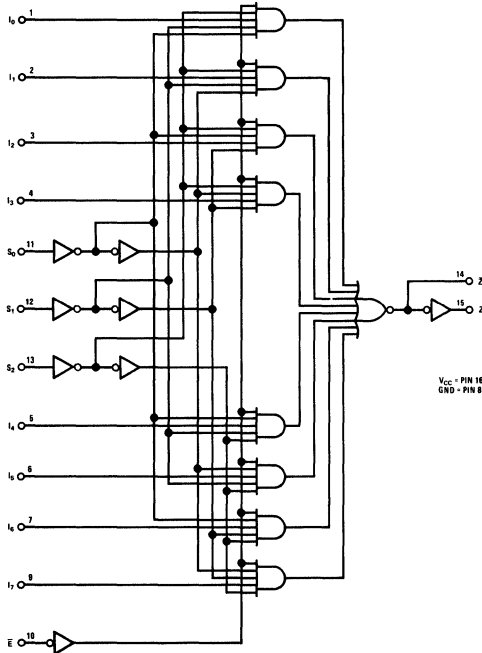 I₀ 1
I₁ 2
I₂ 3
I₃ 4
S₀ 11
S₁ 12
S₂ 13
14 Z̅
15 Z
V_CC = PIN 16
GND = PIN 8
I₄ 5
I₅ 6
I₆ 7
I₇ 9
E̅ 10